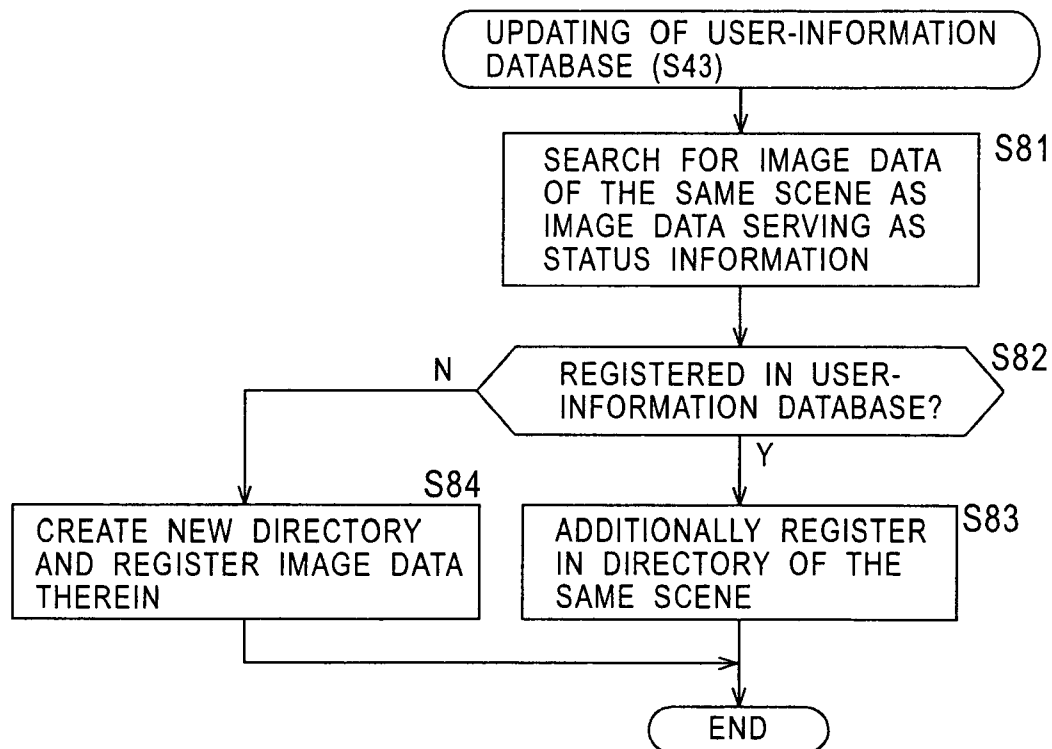 UPDATING OF USER-INFORMATION
DATABASE (S43)
S81
SEARCH FOR IMAGE DATA
OF THE SAME SCENE AS
IMAGE DATA SERVING AS
STATUS INFORMATION
S82
N
REGISTERED IN USER-
INFORMATION DATABASE?
Y
S84
CREATE NEW DIRECTORY
AND REGISTER IMAGE DATA
THEREIN
S83
ADDITIONALLY REGISTER
IN DIRECTORY OF THE
SAME SCENE
END